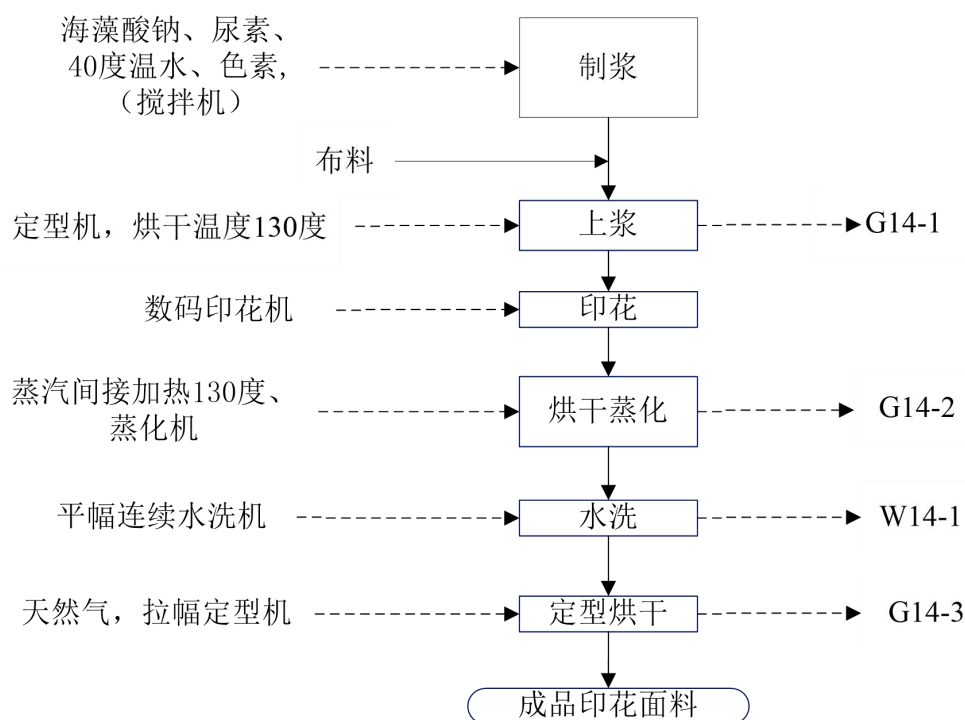 海藻酸钠、尿素、
40度温水、色素,
（搅拌机）
制浆
布料
定型机，烘干温度130度
上浆
G14-1
数码印花机
印花
蒸汽间接加热130度、
蒸化机
烘干蒸化
G14-2
平幅连续水洗机
水洗
W14-1
天然气，拉幅定型机
定型烘干
G14-3
成品印花面料